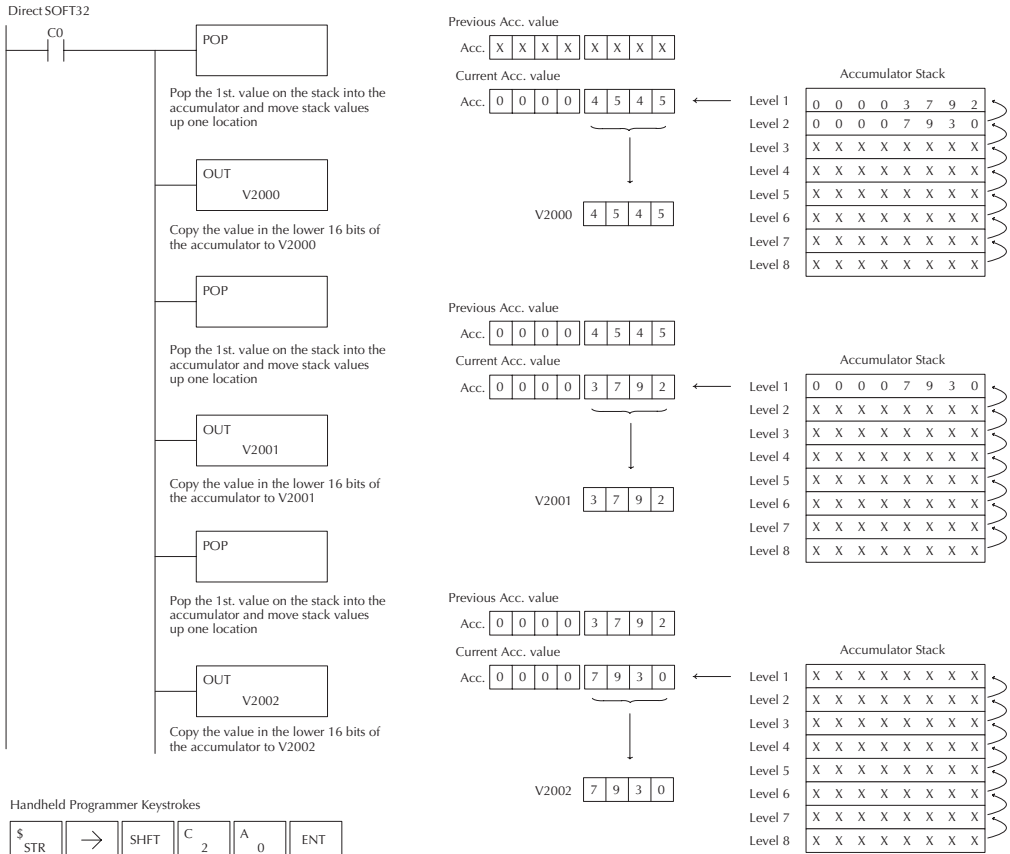 Direct SOFT32
C0
POP
Pop the 1st. value on the stack into the
accumulator and move stack values
up one location
OUT
V2000
Copy the value in the lower 16 bits of
the accumulator to V2000
POP
Pop the 1st. value on the stack into the
accumulator and move stack values
up one location
OUT
V2001
Copy the value in the lower 16 bits of
the accumulator to V2001
POP
Pop the 1st. value on the stack into the
accumulator and move stack values
up one location
OUT
V2002
Copy the value in the lower 16 bits of
the accumulator to V2002
Previous Acc. value
Acc. X X X X X X X X
Current Acc. value
Acc. 0 0 0 0 4 5 4 5
V2000 4 5 4 5
Accumulator Stack
Level 1 0 0 0 0 3 7 9 2
Level 2 0 0 0 0 7 9 3 0
Level 3 X X X X X X X X
Level 4 X X X X X X X X
Level 5 X X X X X X X X
Level 6 X X X X X X X X
Level 7 X X X X X X X X
Level 8 X X X X X X X X
Previous Acc. value
Acc. 0 0 0 0 4 5 4 5
Current Acc. value
Acc. 0 0 0 0 3 7 9 2
V2001 3 7 9 2
Accumulator Stack
Level 1 0 0 0 0 7 9 3 0
Level 2 X X X X X X X X
Level 3 X X X X X X X X
Level 4 X X X X X X X X
Level 5 X X X X X X X X
Level 6 X X X X X X X X
Level 7 X X X X X X X X
Level 8 X X X X X X X X
Previous Acc. value
Acc. 0 0 0 0 3 7 9 2
Current Acc. value
Acc. 0 0 0 0 7 9 3 0
V2002 7 9 3 0
Accumulator Stack
Level 1 X X X X X X X X
Level 2 X X X X X X X X
Level 3 X X X X X X X X
Level 4 X X X X X X X X
Level 5 X X X X X X X X
Level 6 X X X X X X X X
Level 7 X X X X X X X X
Level 8 X X X X X X X X
Handheld Programmer Keystrokes
$ STR → SHFT C 2 A 0 ENT